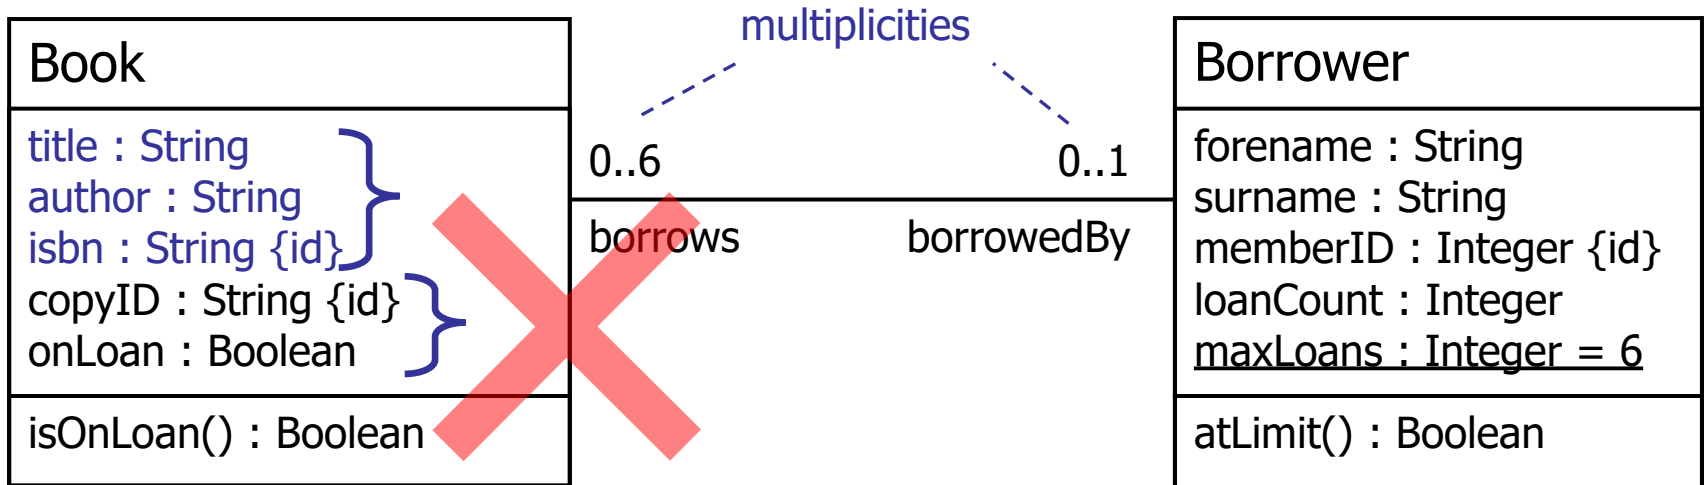 multiplicities
Book
title : String
author : String
isbn : String {id}
copyID : String {id}
onLoan : Boolean
isOnLoan() : Boolean
0..6
0..1
borrows
borrowedBy
Borrower
forename : String
surname : String
memberID : Integer {id}
loanCount : Integer
maxLoans : Integer = 6
atLimit() : Boolean